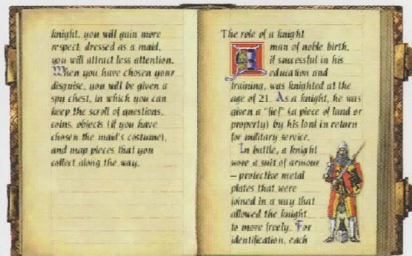 knight, you will gain more
respect, dressed as a maid,
you will attract less attention.
When you have chosen your
disguise, you will be given a
spy chest, in which you can
keep the scroll of questions,
coins, objects (if you have
chosen the maid's costume),
and map pieces that you
collect along the way.
The role of a knight
A man of noble birth,
if successful in his
education and
training, was knighted at the
age of 21. As a knight, he was
given a "fief" (a piece of land or
property) by his lord in return
for military service.
In battle, a knight
wore a suit of armour
– protective metal
plates that were
joined in a way that
allowed the knight
to move freely. For
identification, each